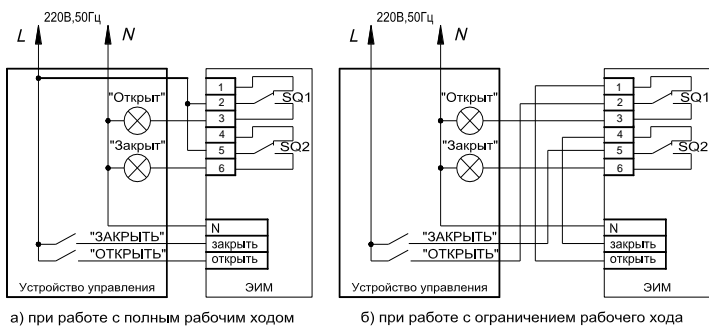 220В,50Гц
L N
"Открыт"
"Закрыт"
1
2
3
4
5
6
SQ1
SQ2
N
"ЗАКРЫТЬ" закрыть
"ОТКРЫТЬ" открыть
Устройство управления ЭИМ
а) при работе с полным рабочим ходом
220В,50Гц
L N
"Открыт"
"Закрыт"
1
2
3
4
5
6
SQ1
SQ2
N
"ЗАКРЫТЬ" закрыть
"ОТКРЫТЬ" открыть
Устройство управления ЭИМ
б) при работе с ограничением рабочего хода